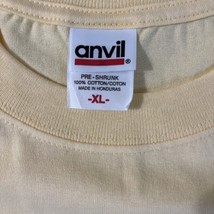 anvil
®
PRE-SHRUNK
100% COTTON/COTON
MADE IN HONDURAS
-XL-